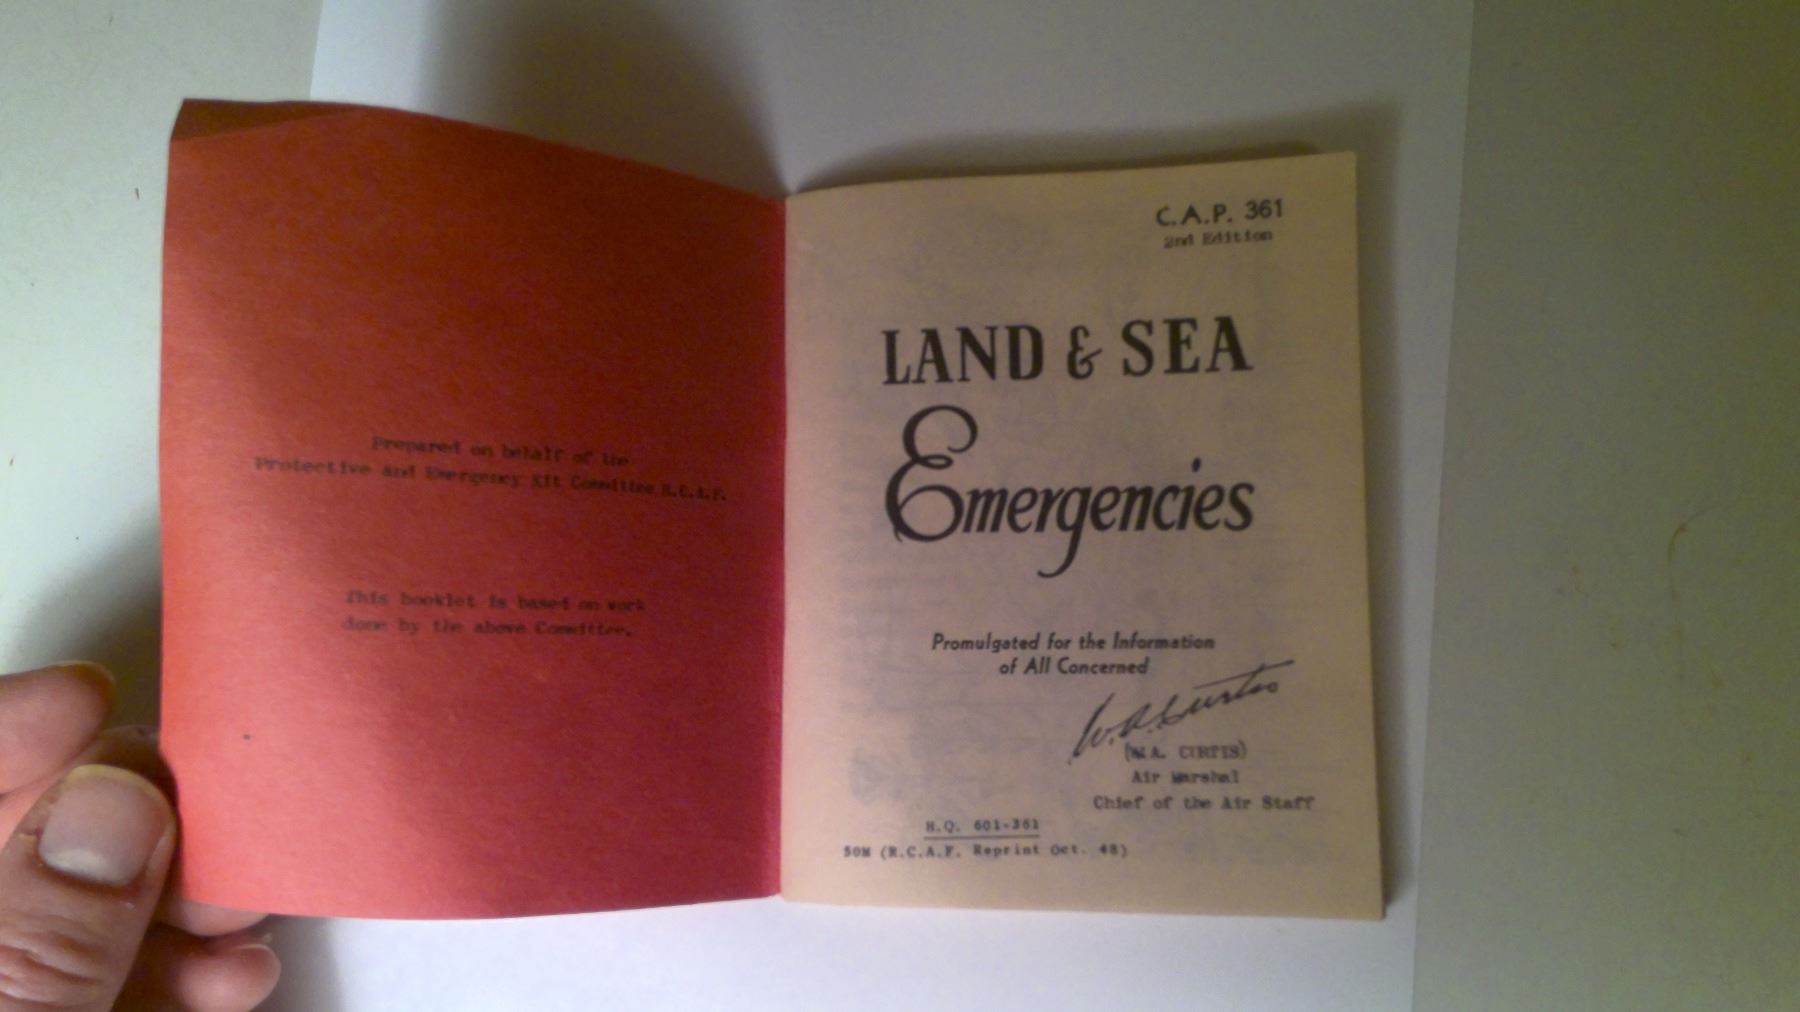 Prepared on behalf of the
Protective and Emergency Kit Committee R.C.A.F.
This booklet is based on work
done by the above Committee.
C.A.P. 361
2nd Edition
LAND & SEA
Emergencies
Promulgated for the Information
of All Concerned
W.A. Curtis
(W.A. CURTIS)
Air Marshal
Chief of the Air Staff
H.Q. 601-361
50M (R.C.A.F. Reprint Oct. 48)